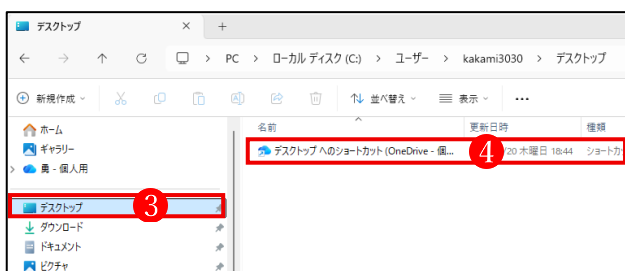 デスクトップ
PC > ローカル ディスク (C:) > ユーザー > kakami3030 > デスクトップ
新規作成 並べ替え 表示 ...
名前 更新日時 種類
ホーム
ギャラリー
勇 - 個人用
デスクトップ へのショートカット (OneDrive - 個... 4 /20 木曜日 18:44 ショートカ
デスクトップ 3
ダウンロード
ドキュメント
ピクチャ